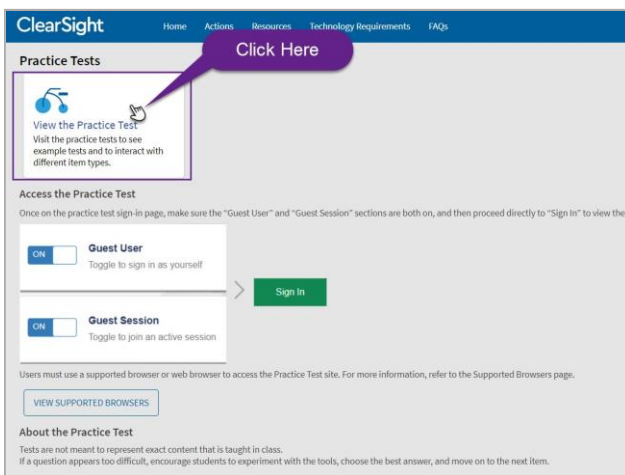 ClearSight
Home Actions Resources Technology Requirements FAQs
Click Here
Practice Tests
View the Practice Test
Visit the practice tests to see
example tests and to interact with
different item types.
Access the Practice Test
Once on the practice test sign-in page, make sure the "Guest User" and "Guest Session" sections are both on, and then proceed directly to "Sign In" to view the
ON
Guest User
Toggle to sign in as yourself
Sign In
ON
Guest Session
Toggle to join an active session
Users must use a supported browser or web browser to access the Practice Test site. For more information, refer to the Supported Browsers page.
VIEW SUPPORTED BROWSERS
About the Practice Test
Tests are not meant to represent exact content that is taught in class.
If a question appears too difficult, encourage students to experiment with the tools, choose the best answer, and move on to the next item.